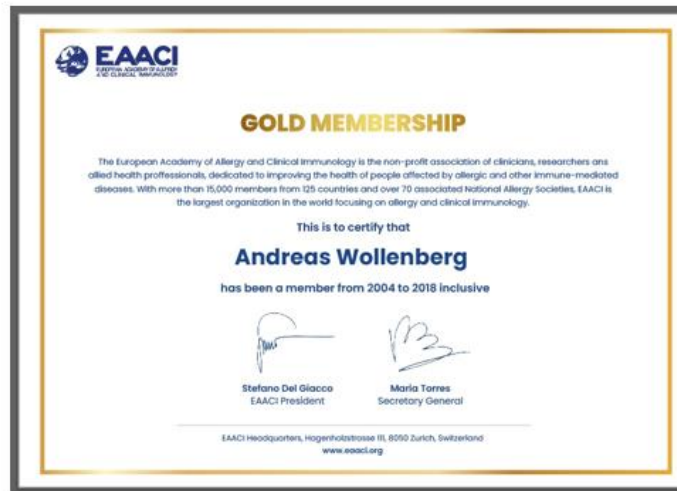 EAACI
EUROPEAN ACADEMY OF ALLERGY
AND CLINICAL IMMUNOLOGY
GOLD MEMBERSHIP
The European Academy of Allergy and Clinical Immunology is the non-profit association of clinicians, researchers ans
allied health proffesionals, dedicated to improving the health of people affected by allergic and other immune-mediated
diseases. With more than 15,000 members from 125 countries and over 70 associated National Allergy Societies, EAACI is
the largest organization in the world focusing on allergy and clinical immunology.
This is to certify that
Andreas Wollenberg
has been a member from 2004 to 2018 inclusive
Stefano Del Giacco
Maria Torres
EAACI President
Secretary General
EAACI Headquarters, Hagenholzstrasse 111, 8050 Zurich, Switzerland
www.eaaci.org